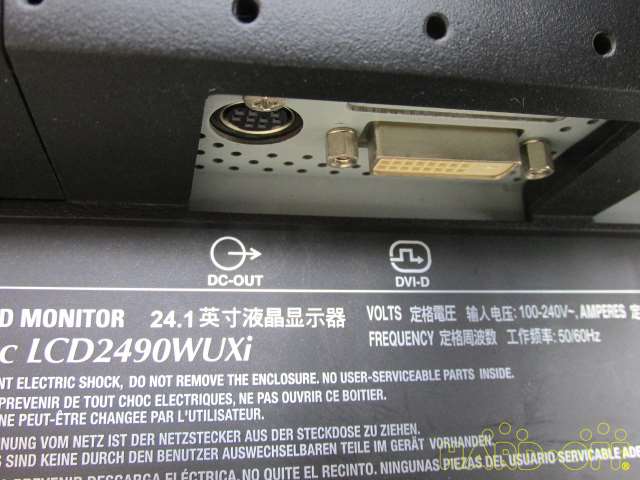 DC-OUT DVI-D
D MONITOR 24.1英寸液晶显示器 VOLTS 定格電圧 输入电压:100-240V~, AMPERES 定
c LCD2490WUXi FREQUENCY 定格周波数 工作频率: 50/60Hz
NT ELECTRIC SHOCK, DO NOT REMOVE THE ENCLOSURE. NO USER-SERVICEABLE PARTS INSIDE.
PREVENIR DE TOUT CHOC ELECTRIQUES, NE PAS OUVRIR CE BOITIER.
NE PEUT-ÊTRE CHANGEE PAR L'UTILISATEUR.
NUNG VOM NETZ IST DER NETZSTECKER AUS DER STECKDOSE ZU ZIEHEN.
S SIND KEINE DURCH DEN BENUTZER AUSWECHSELBAREN TEILE IM GERÄT VORHANDEN.
PREVENIR DESCARGA ELÉCTRICA, NO QUITE EL RECINTO. NINGUNAS PIEZAS DEL USUARIO SERVICABLE ADE
HARD-OFF